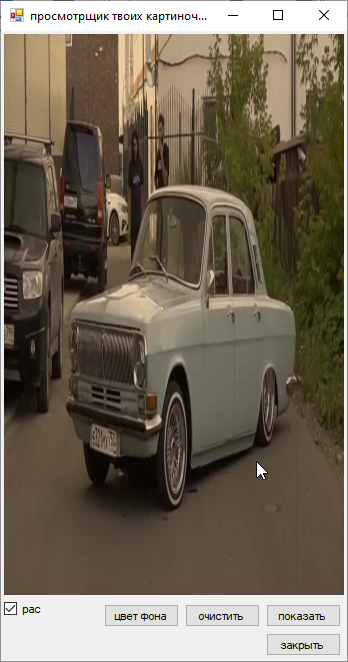 просмотрщик твоих картиноч...
рас
цвет фона
очистить
показать
закрыть